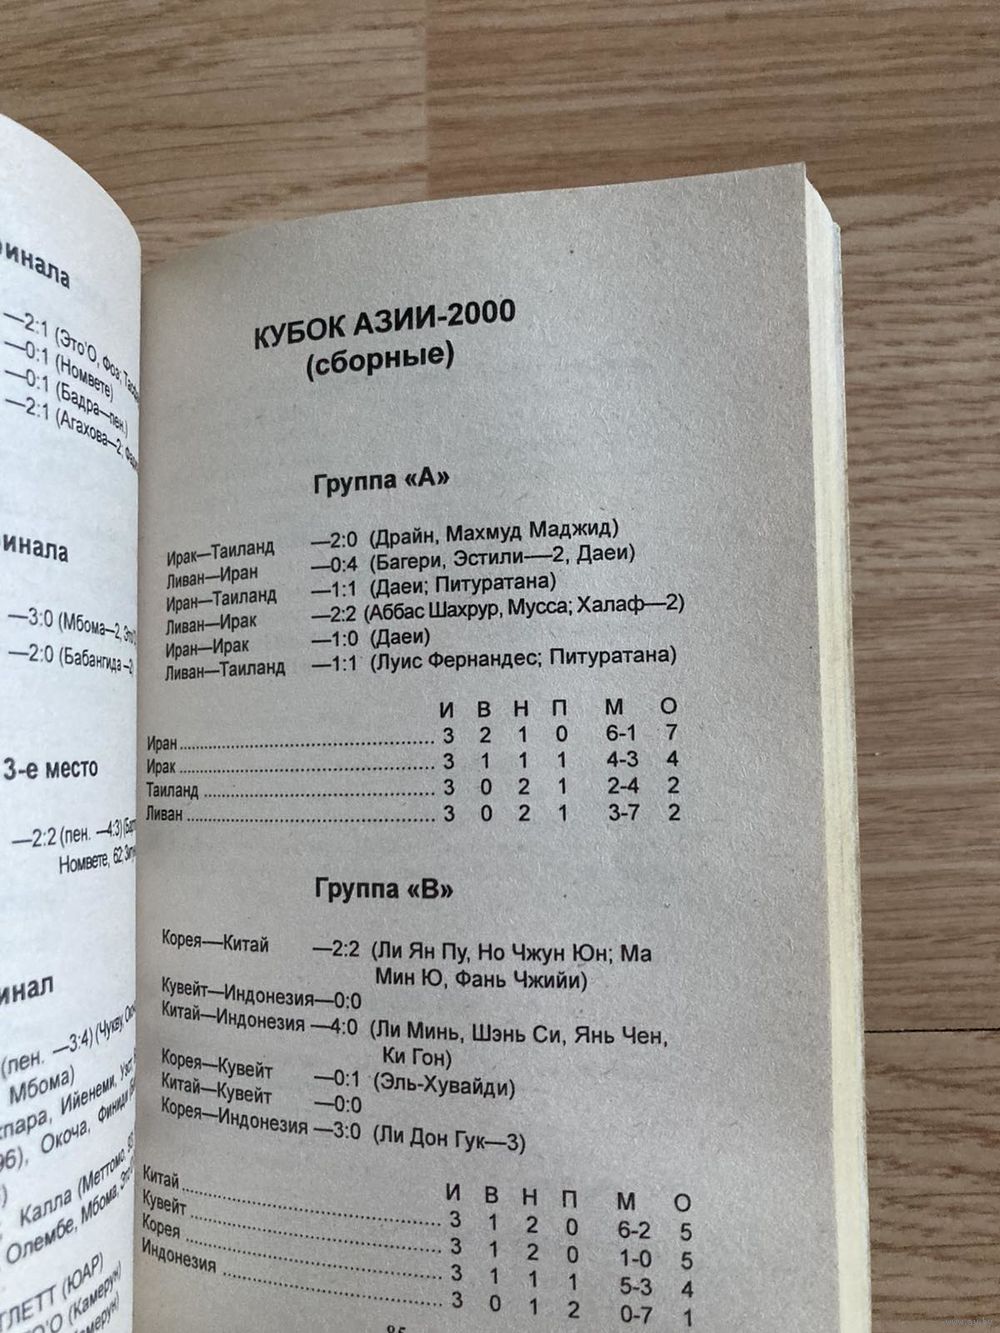 инала
—2:1 (Это'О, Фоэ;
—0:1 (Номвете)
—0:1 (Бадра—пен.)
—2:1 (Агахова—2;
инала
—3:0 (Мбома—2,
—2:0 (Бабангида
3-е место
—2:2 (пен. —4:3)
Номвете, 62;
инал
(пен. —3:4) (Чукву,
Мбома)
Ийенеми,
96), Окоча,
Калла (Меттомо,
Олембе, Мбома,
ТЛЕТТ (ЮАР)
О'О (Камерун)
КУБОК АЗИИ-2000
(сборные)
Группа «А»
Ирак—Таиланд —2:0 (Драйн, Махмуд Маджид)
Ливан—Иран —0:4 (Багери, Эстили—2, Даеи)
Иран—Таиланд —1:1 (Даеи; Питуратана)
Ливан—Ирак —2:2 (Аббас Шахрур, Мусса; Халаф—2)
Иран—Ирак —1:0 (Даеи)
Ливан—Таиланд —1:1 (Луис Фернандес; Питуратана)
И В Н П М О
Иран 3 2 1 0 6-1 7
Ирак 3 1 1 1 4-3 4
Таиланд 3 0 2 1 2-4 2
Ливан 3 0 2 1 3-7 2
Группа «В»
Корея—Китай —2:2 (Ли Ян Пу, Но Чжун Юн; Ма
Мин Ю, Фань Чжийи)
Кувейт—Индонезия—0:0
Китай—Индонезия —4:0 (Ли Минь, Шэнь Си, Янь Чен,
Ки Гон)
Корея—Кувейт —0:1 (Эль-Хувайди)
Китай—Кувейт —0:0
Корея—Индонезия —3:0 (Ли Дон Гук—3)
И В Н П М О
Китай 3 1 2 0 6-2 5
Кувейт 3 1 2 0 1-0 5
Корея 3 1 1 1 5-3 4
Индонезия 3 0 1 2 0-7 1
www.ay.by